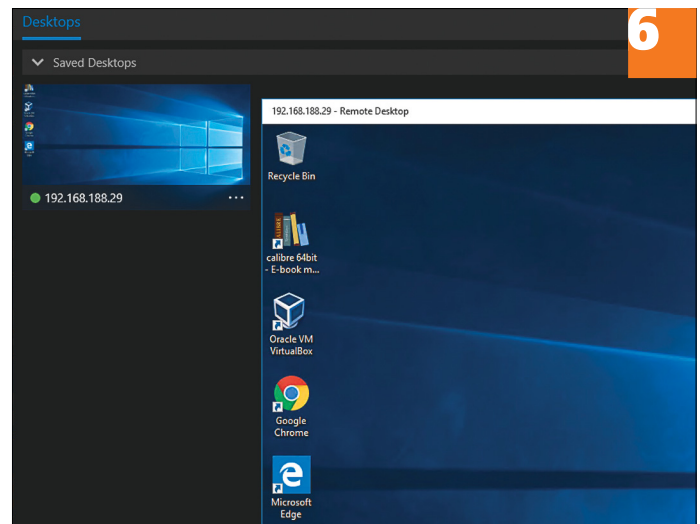 Desktops
6
Saved Desktops
192.168.188.29 - Remote Desktop
192.168.188.29
Recycle Bin
calibre 64bit
- E-book m...
Oracle VM
VirtualBox
Google
Chrome
Microsoft
Edge